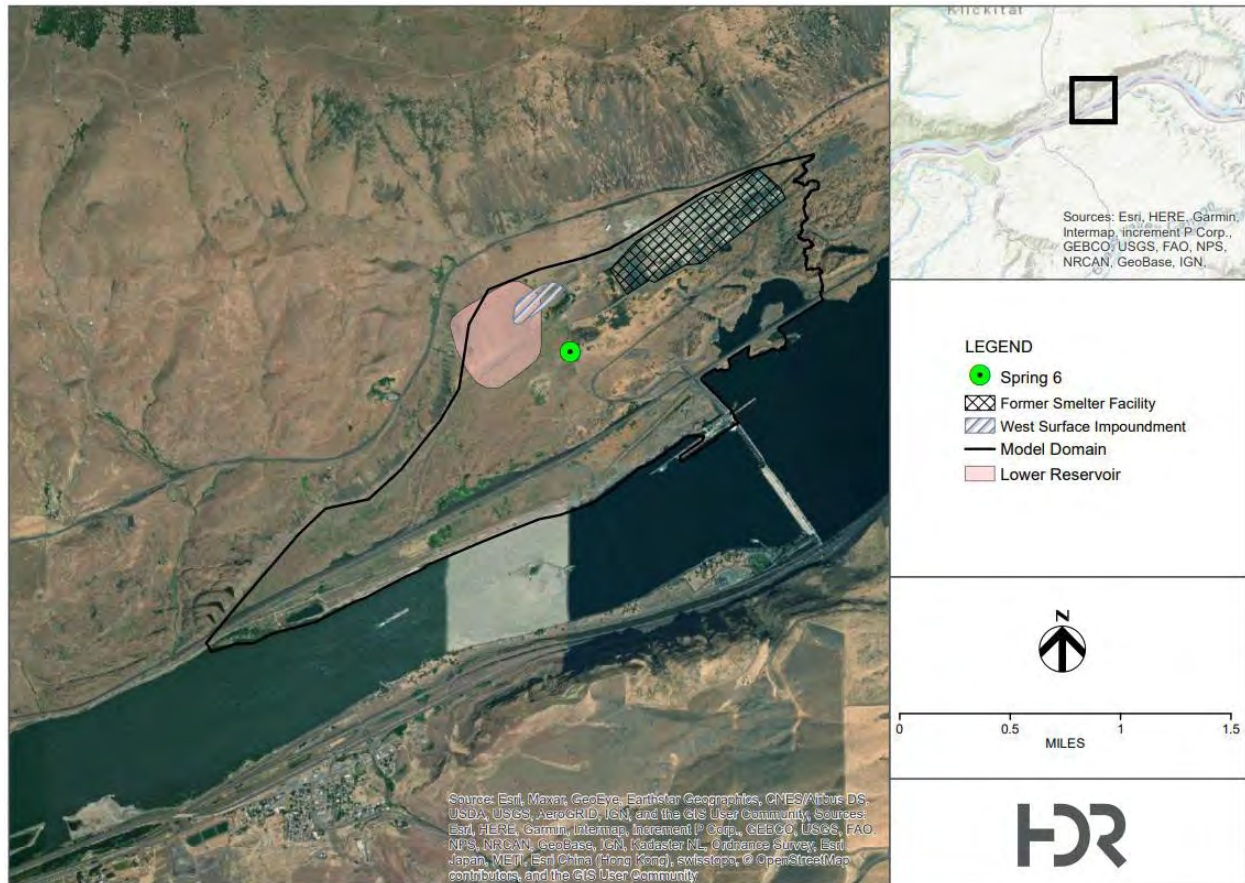 Klickitat
Sources: Esri, HERE, Garmin,
Intermap, increment P Corp.,
GEBCO, USGS, FAO, NPS,
NRCAN, GeoBase, IGN,
LEGEND
Spring 6
Former Smelter Facility
West Surface Impoundment
Model Domain
Lower Reservoir
N
0 0.5 1 1.5
MILES
Source: Esri, Maxar, GeoEye, Earthstar Geographics, CNES/Airbus DS,
USDA, USGS, AeroGRID, IGN, and the GIS User Community, Sources:
Esri, HERE, Garmin, Intermap, increment P Corp., GEBCO, USGS, FAO,
NPS, NRCAN, GeoBase, IGN, Kadaster NL, Ordnance Survey, Esri
Japan, METI, Esri China (Hong Kong), swisstopo, © OpenStreetMap
contributors, and the GIS User Community
HDR